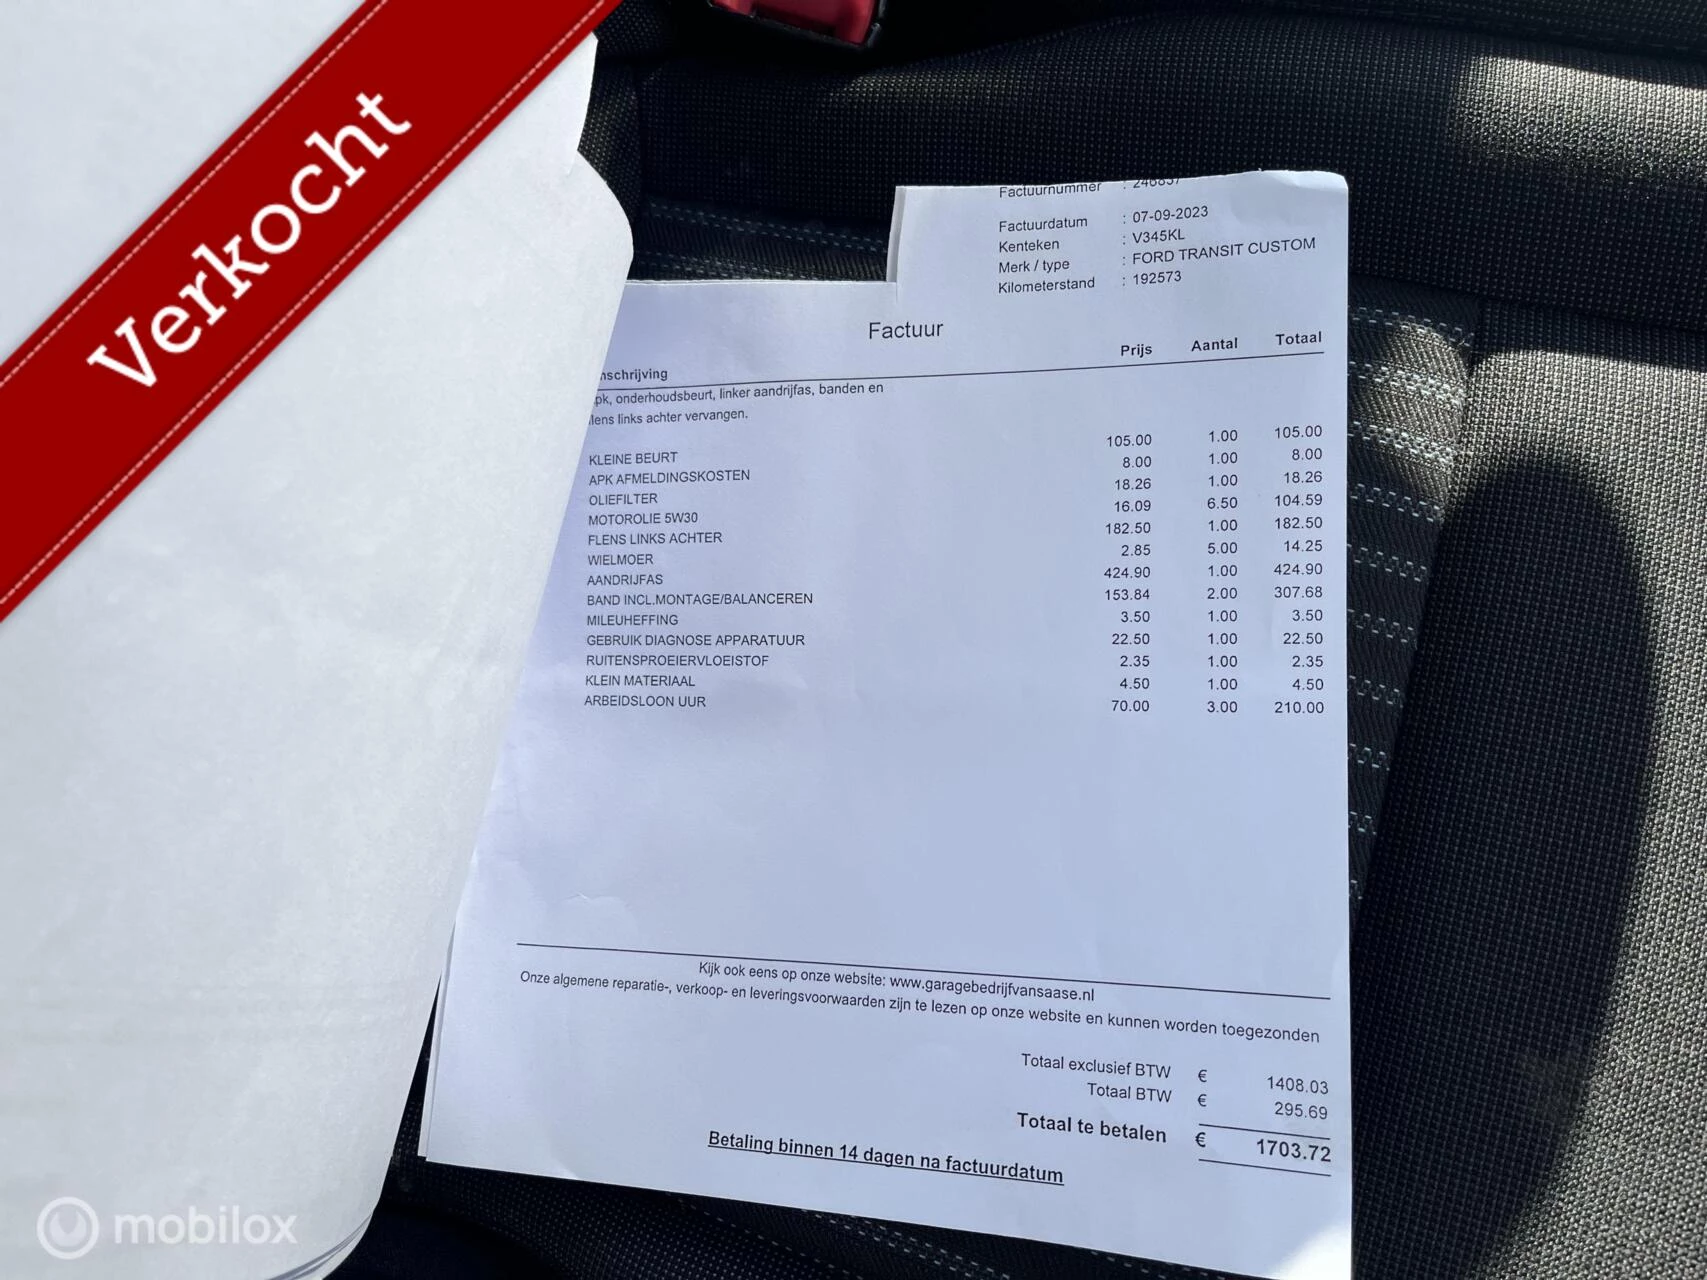 Verkocht
Factuurnummer : 246837
Factuurdatum : 07-09-2023
Kenteken : V345KL
Merk / type : FORD TRANSIT CUSTOM
Kilometerstand : 192573
Factuur
nschrijving Prijs Aantal Totaal
pk, onderhoudsbeurt, linker aandrijfas, banden en
lens links achter vervangen.
KLEINE BEURT 105.00 1.00 105.00
APK AFMELDINGSKOSTEN 8.00 1.00 8.00
OLIEFILTER 18.26 1.00 18.26
MOTOROLIE 5W30 16.09 6.50 104.59
FLENS LINKS ACHTER 182.50 1.00 182.50
WIELMOER 2.85 5.00 14.25
AANDRIJFAS 424.90 1.00 424.90
BAND INCL.MONTAGE/BALANCEREN 153.84 2.00 307.68
MILEUHEFFING 3.50 1.00 3.50
GEBRUIK DIAGNOSE APPARATUUR 22.50 1.00 22.50
RUITENSPROEIERVLOEISTOF 2.35 1.00 2.35
KLEIN MATERIAAL 4.50 1.00 4.50
ARBEIDSLOON UUR 70.00 3.00 210.00
Kijk ook eens op onze website: www.garagebedrijfvansaase.nl
Onze algemene reparatie-, verkoop- en leveringsvoorwaarden zijn te lezen op onze website en kunnen worden toegezonden
Totaal exclusief BTW € 1408.03
Totaal BTW € 295.69
Totaal te betalen € 1703.72
Betaling binnen 14 dagen na factuurdatum
mobilox